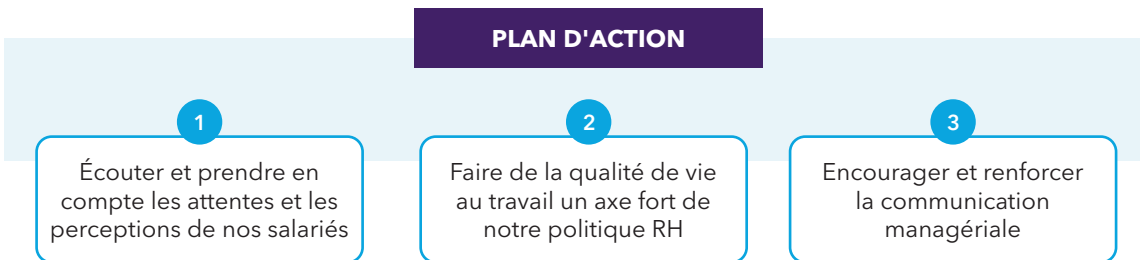 PLAN D'ACTION
1
Écouter et prendre en
compte les attentes et les
perceptions de nos salariés
2
Faire de la qualité de vie
au travail un axe fort de
notre politique RH
3
Encourager et renforcer
la communication
managériale